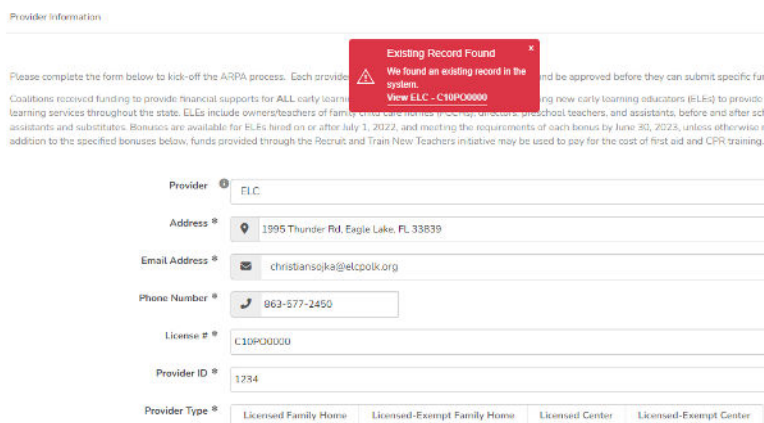 Provider Information
Existing Record Found
x
We found an existing record in the
system.
View ELC - C10PO0000
Please complete the form below to kick-off the ARPA process. Each provider
nd be approved before they can submit specific fu
Coalitions received funding to provide financial supports for ALL early learni
ng new early learning educators (ELEs) to provide
learning services throughout the state. ELEs include owners/teachers of family child care homes (FCCHs), directors, preschool teachers, and assistants, before and after sc
assistants and substitutes. Bonuses are available for ELEs hired on or after July 1, 2022, and meeting the requirements of each bonus by June 30, 2023, unless otherwise
addition to the specified bonuses below, funds provided through the Recruit and Train New Teachers initiative may be used to pay for the cost of first aid and CPR training.
Provider ELC
Address * 1995 Thunder Rd, Eagle Lake, FL 33839
Email Address * christiansojka@elcpolk.org
Phone Number * 863-577-2450
License # * C10PO0000
Provider ID * 1234
Provider Type * Licensed Family Home Licensed-Exempt Family Home Licensed Center Licensed-Exempt Center